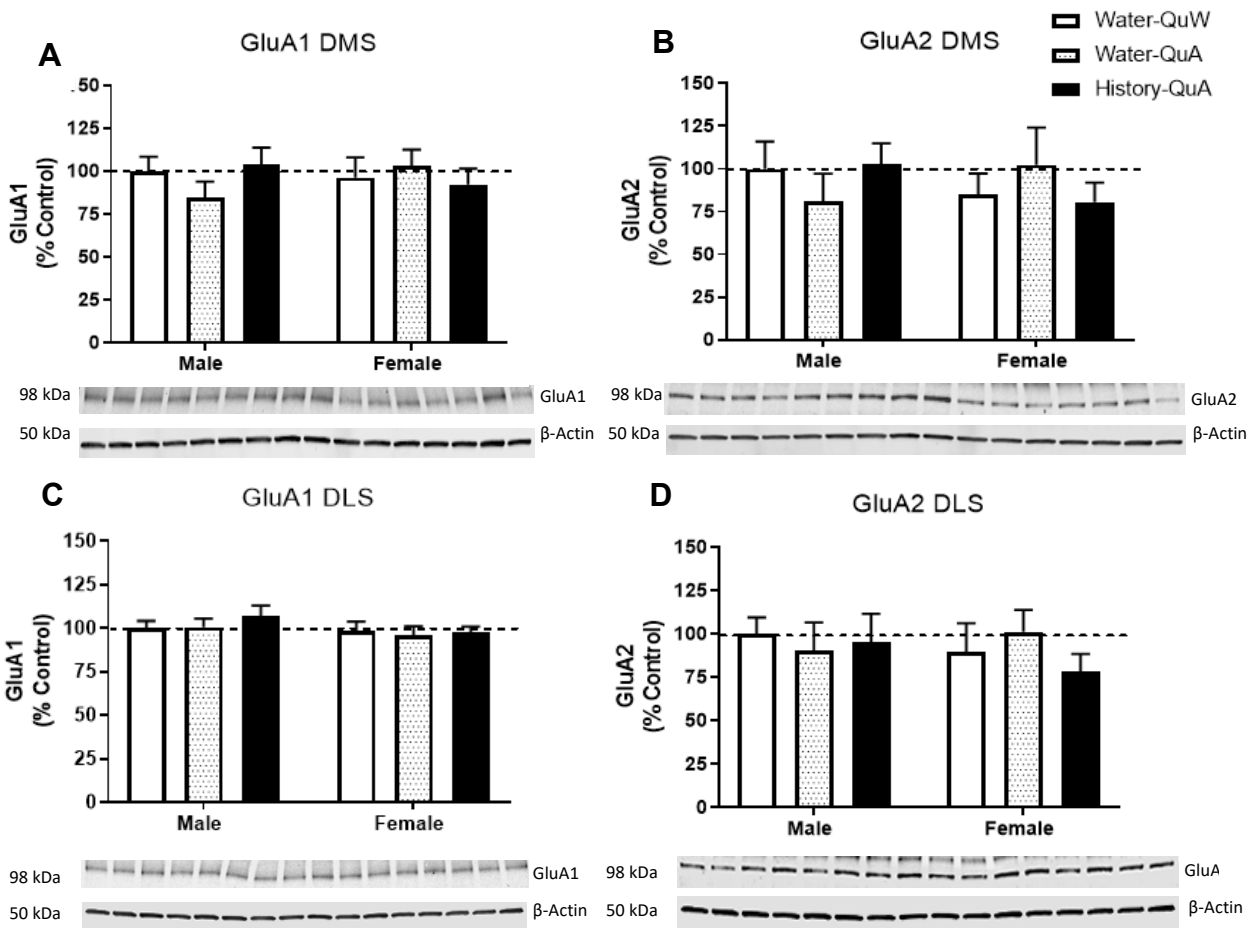 Water-QuW
Water-QuA
History-QuA
A
GluA1 DMS
50
125
100
75
50
25
0
GluA1
(% Control)
Male
Female
98 kDa
GluA1
50 kDa
β-Actin
B
GluA2 DMS
150
125
100
75
50
25
0
GluA2
(% Control)
Male
Female
98 kDa
GluA2
50 kDa
β-Actin
C
GluA1 DLS
150
125
100
75
50
25
0
GluA1
(% Control)
Male
Female
98 kDa
GluA1
50 kDa
β-Actin
D
GluA2 DLS
150
125
100
75
50
25
0
GluA2
(% Control)
Male
Female
98 kDa
GluA
50 kDa
β-Actin